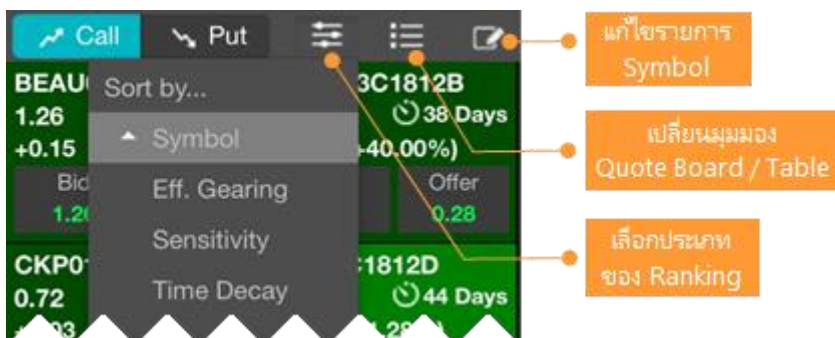 Call Put
แก้ไขรายการ
Symbol
Sort by...
Symbol
Eff. Gearing
Sensitivity
Time Decay
1.26
+0.15
Bid
C1812B
38 Days
40.00%)
Offer
0.28
เปลี่ยนมุมมอง
Quote Board / Table
0.72
1812D
44 Days
เลือกประเภท
ของ Ranking